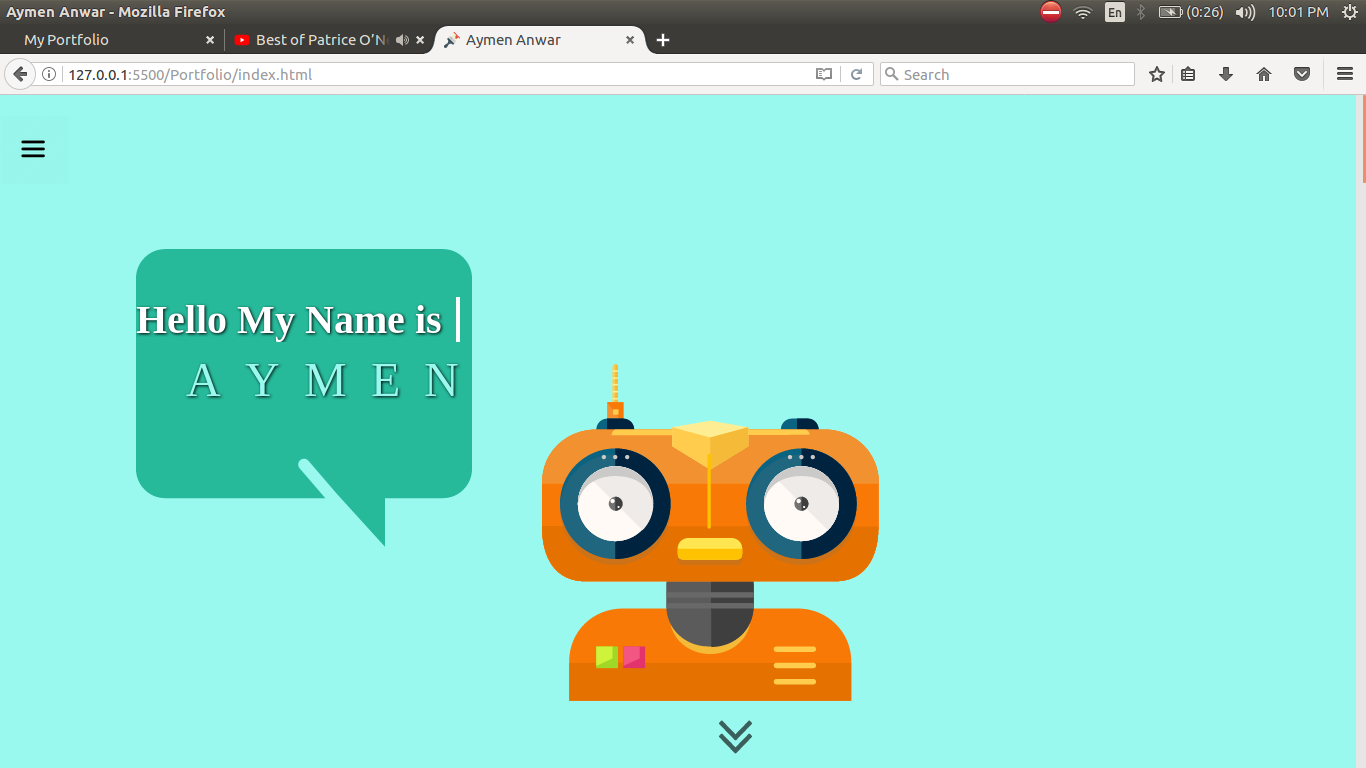 Aymen Anwar - Mozilla Firefox
En
(0:26)
10:01 PM
My Portfolio
Best of Patrice O'N
Aymen Anwar
127.0.0.1:5500/Portfolio/index.html
Search
Hello My Name is |
A Y M E N